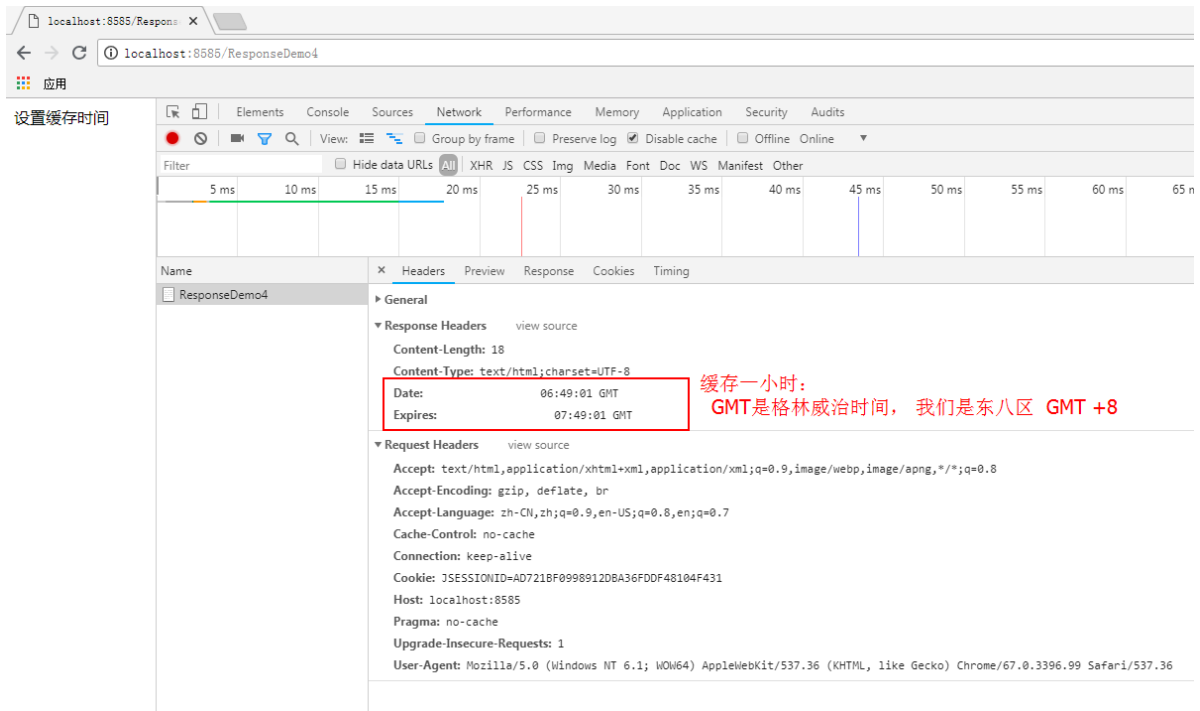 localhost:8585/Respons
localhost:8585/ResponseDemo4
应用
设置缓存时间
Elements Console Sources Network Performance Memory Application Security Audits
View: Group by frame Preserve log Disable cache Offline Online
Filter Hide data URLs All XHR JS CSS Img Media Font Doc WS Manifest Other
5 ms 10 ms 15 ms 20 ms 25 ms 30 ms 35 ms 40 ms 45 ms 50 ms 55 ms 60 ms 65 m
Name
× Headers Preview Response Cookies Timing
ResponseDemo4
General
Response Headers view source
Content-Length: 18
Content-Type: text/html;charset=UTF-8
Date: 06:49:01 GMT
Expires: 07:49:01 GMT
缓存一小时：
GMT是格林威治时间， 我们是东八区 GMT +8
Request Headers view source
Accept: text/html,application/xhtml+xml,application/xml;q=0.9,image/webp,image/apng,*/*;q=0.8
Accept-Encoding: gzip, deflate, br
Accept-Language: zh-CN,zh;q=0.9,en-US;q=0.8,en;q=0.7
Cache-Control: no-cache
Connection: keep-alive
Cookie: JSESSIONID=AD721BF0998912DBA36FDDF48104F431
Host: localhost:8585
Pragma: no-cache
Upgrade-Insecure-Requests: 1
User-Agent: Mozilla/5.0 (Windows NT 6.1; WOW64) AppleWebKit/537.36 (KHTML, like Gecko) Chrome/67.0.3396.99 Safari/537.36